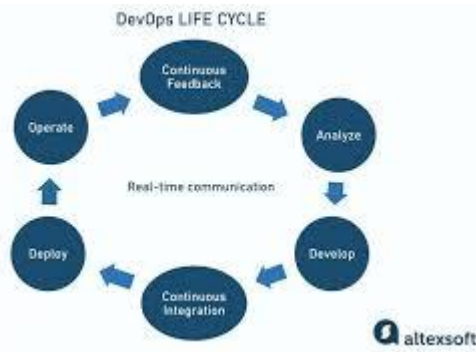 DevOps LIFE CYCLE
Continuous
Feedback
Operate
Analyze
Real-time communication
Deploy
Develop
Continuous
Integration
altexsoft